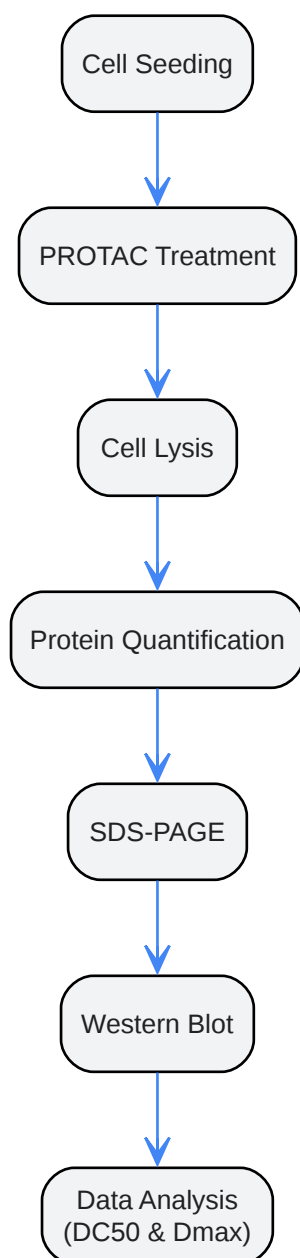 Cell Seeding
PROTAC Treatment
Cell Lysis
Protein Quantification
SDS-PAGE
Western Blot
Data Analysis
(DC50 & Dmax)